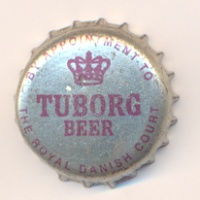 BY APPOINTMENT TO
TUBORG
BEER
THE ROYAL DANISH COURT